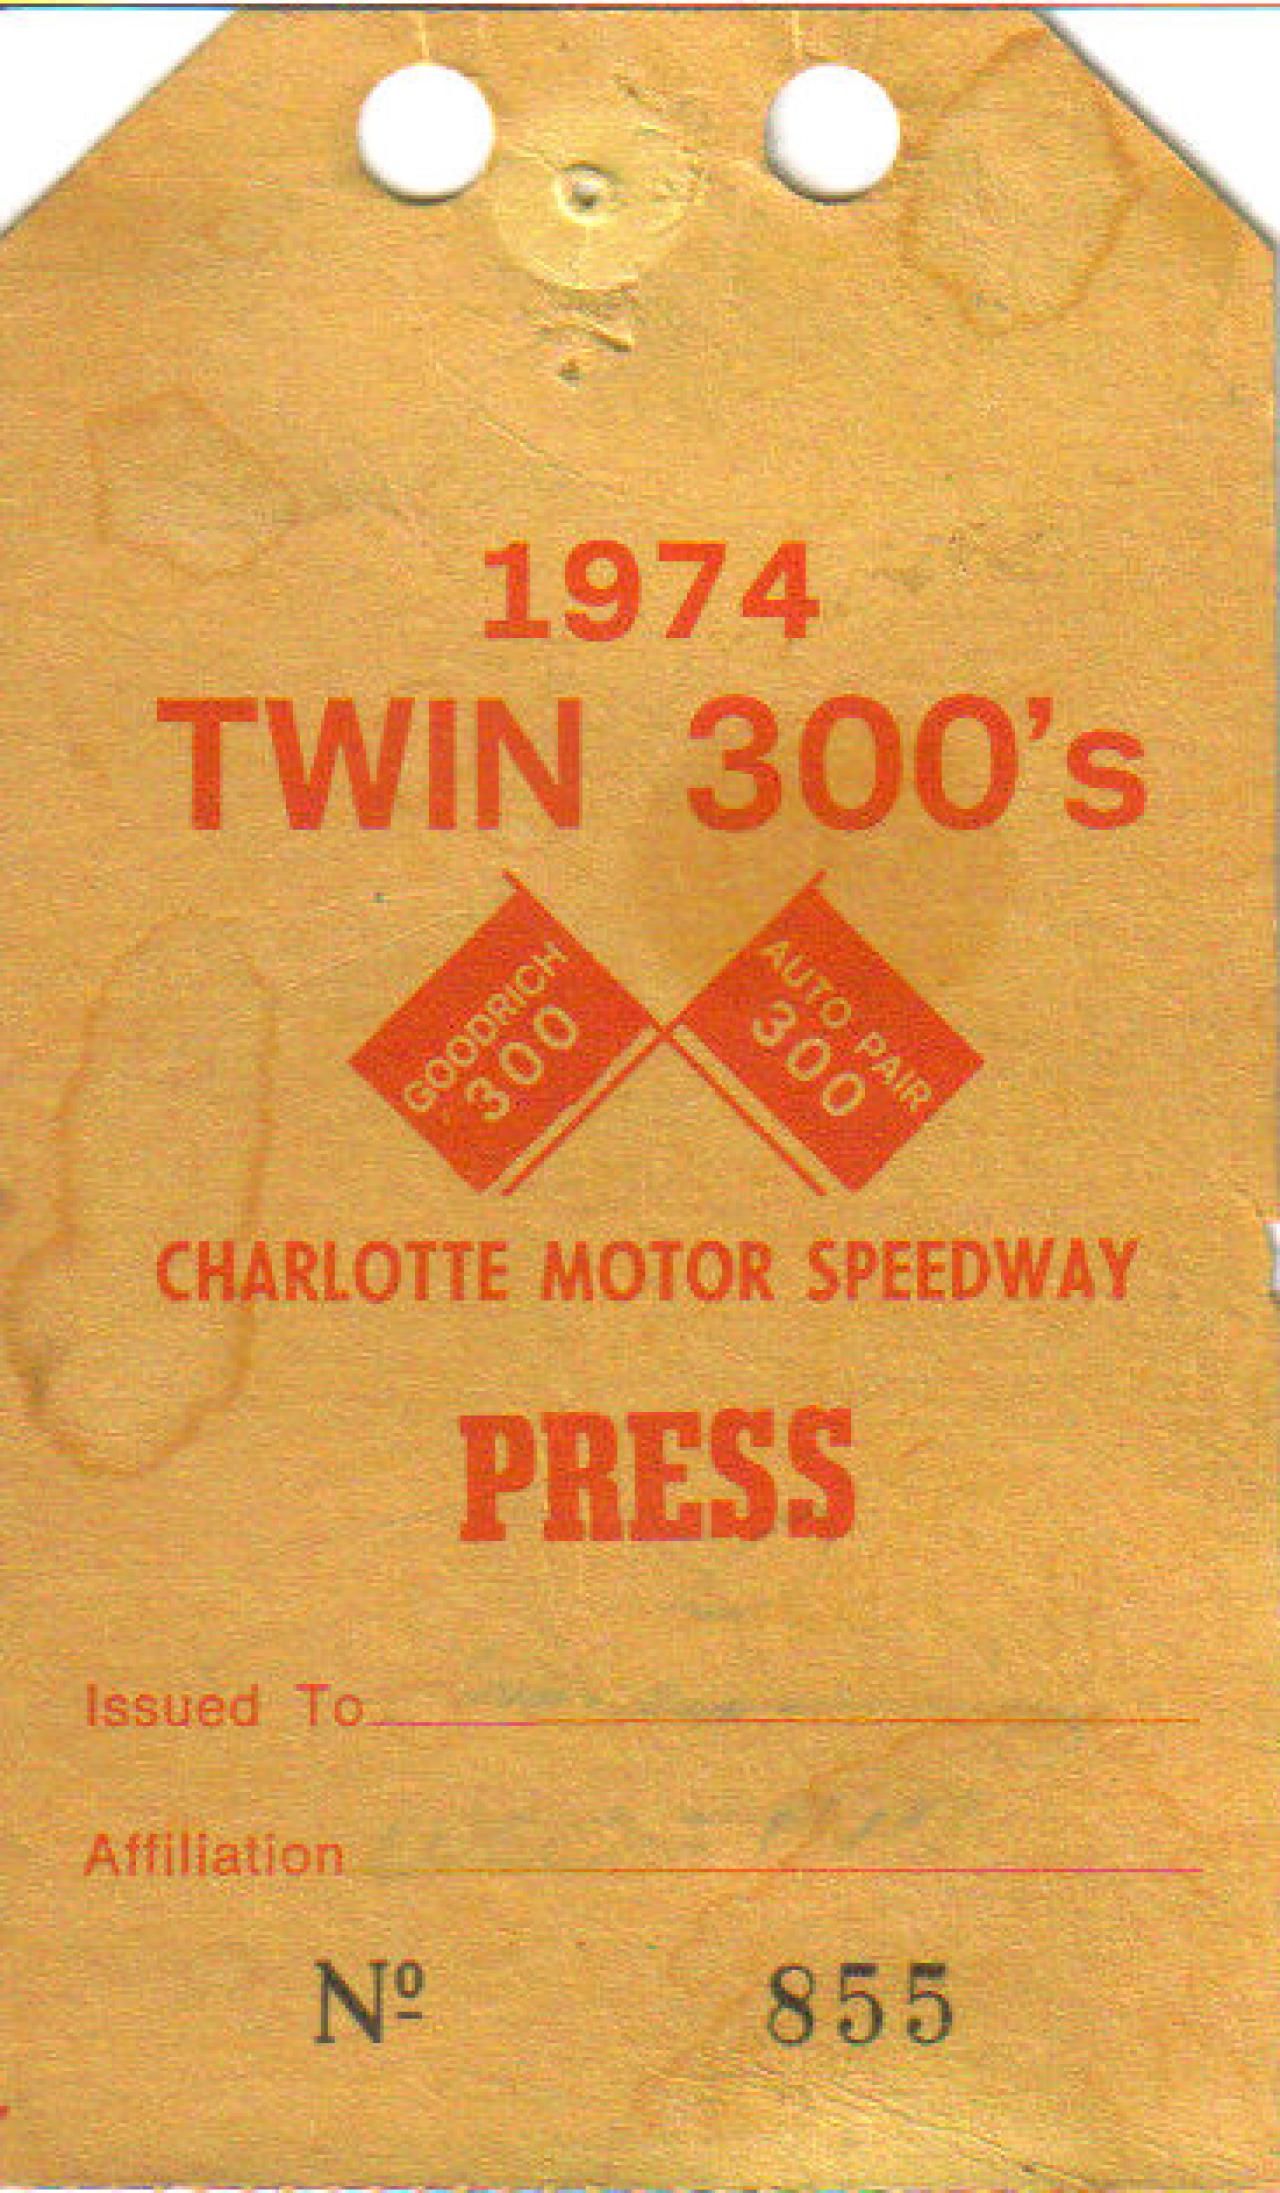 1974
TWIN 300's
GOODRICH
300
AUTO PAIR
300
CHARLOTTE MOTOR SPEEDWAY
PRESS
Issued To
Affiliation
Nº 855